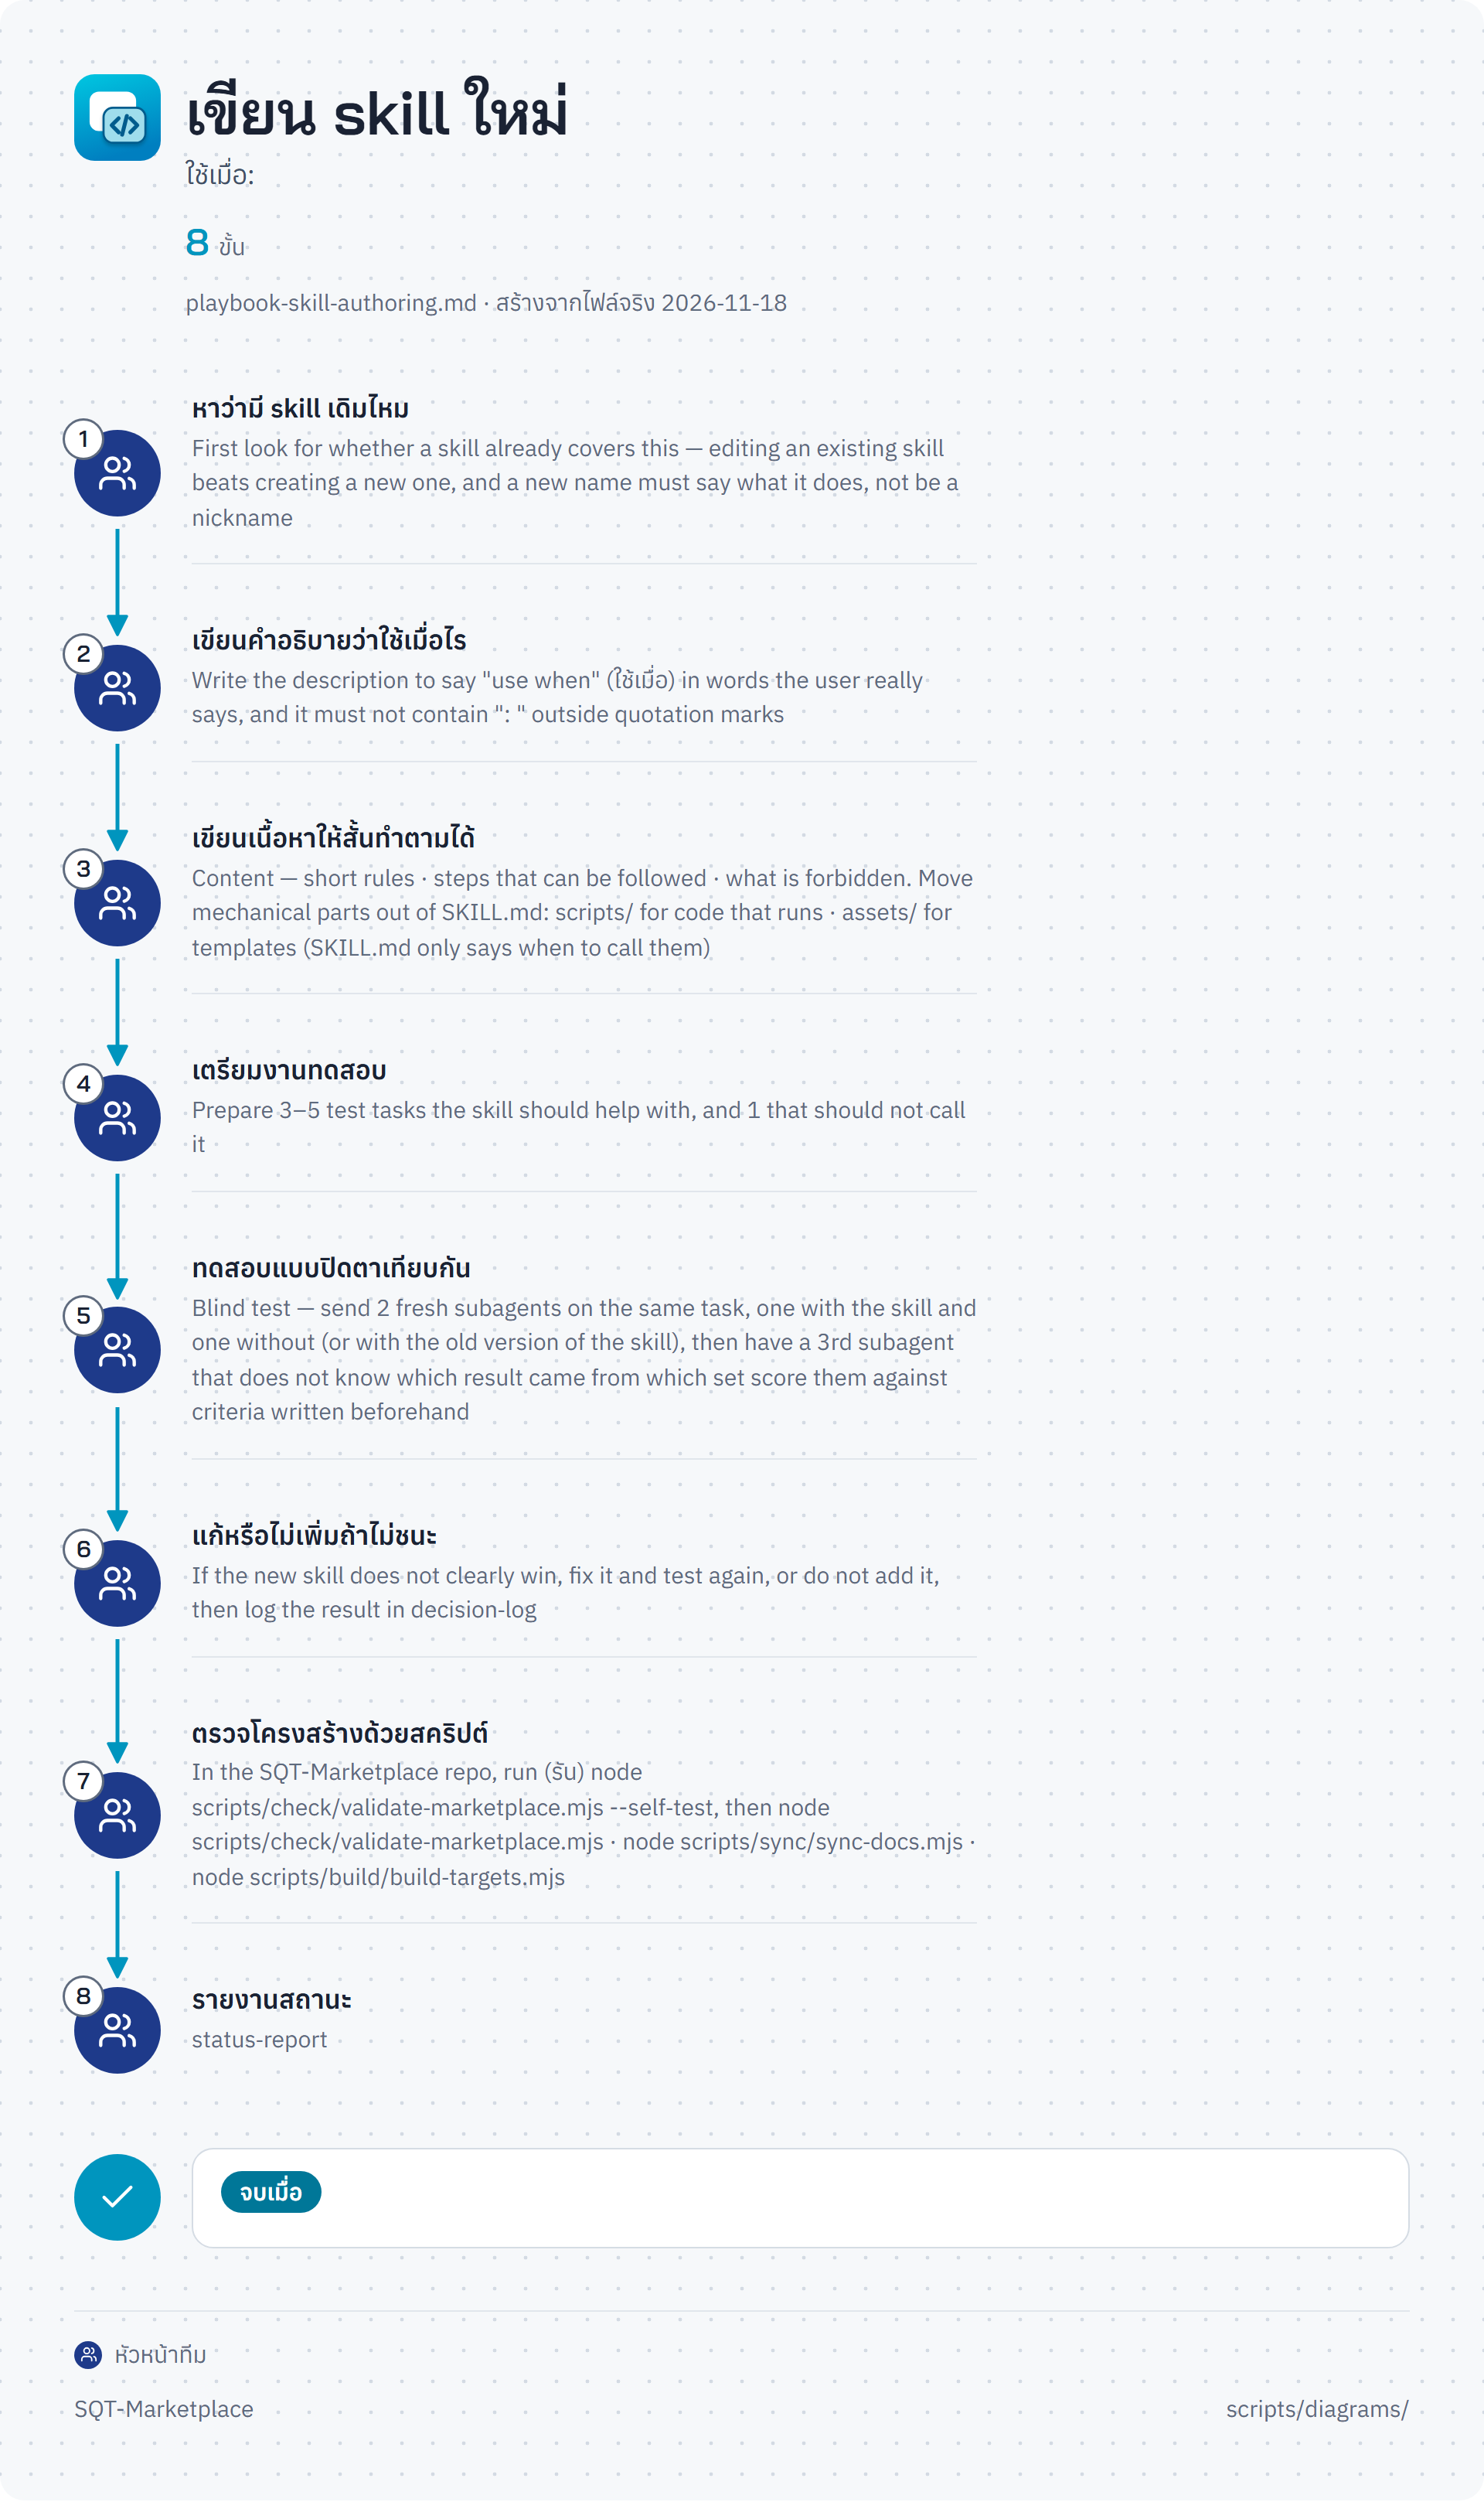 เขียน skill ใหม่
ใช้เมื่อ:
8 ขั้น
playbook-skill-authoring.md · สร้างจากไฟล์จริง 2026-11-18
หาว่ามี skill เดิมไหม
1
First look for whether a skill already covers this — editing an existing skill
beats creating a new one, and a new name must say what it does, not be a
nickname
เขียนคำอธิบายว่าใช้เมื่อไร
2
Write the description to say "use when" (ใช้เมื่อ) in words the user really
says, and it must not contain ": " outside quotation marks
เขียนเนื้อหาให้สั้นทำตามได้
3
Content — short rules · steps that can be followed · what is forbidden. Move
mechanical parts out of SKILL.md: scripts/ for code that runs · assets/ for
templates (SKILL.md only says when to call them)
เตรียมงานทดสอบ
4
Prepare 3–5 test tasks the skill should help with, and 1 that should not call
it
ทดสอบแบบปิดตาเทียบกัน
5
Blind test — send 2 fresh subagents on the same task, one with the skill and
one without (or with the old version of the skill), then have a 3rd subagent
that does not know which result came from which set score them against
criteria written beforehand
แก้หรือไม่เพิ่มถ้าไม่ชนะ
6
If the new skill does not clearly win, fix it and test again, or do not add it,
then log the result in decision-log
ตรวจโครงสร้างด้วยสคริปต์
7
In the SQT-Marketplace repo, run (รัน) node
scripts/check/validate-marketplace.mjs --self-test, then node
scripts/check/validate-marketplace.mjs · node scripts/sync/sync-docs.mjs ·
node scripts/build/build-targets.mjs
รายงานสถานะ
8
status-report
จบเมื่อ
หัวหน้าทีม
SQT-Marketplace
scripts/diagrams/